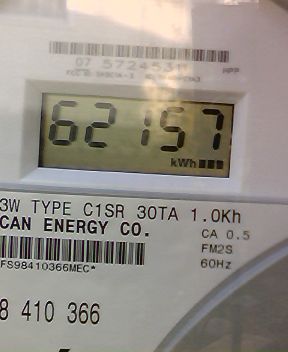 07 57245311
62157
kWh
3W TYPE C1SR 30TA 1.0Kh
CAN ENERGY CO.
CA 0.5
FM2S
FS98410366MEC*
60Hz
8 410 366